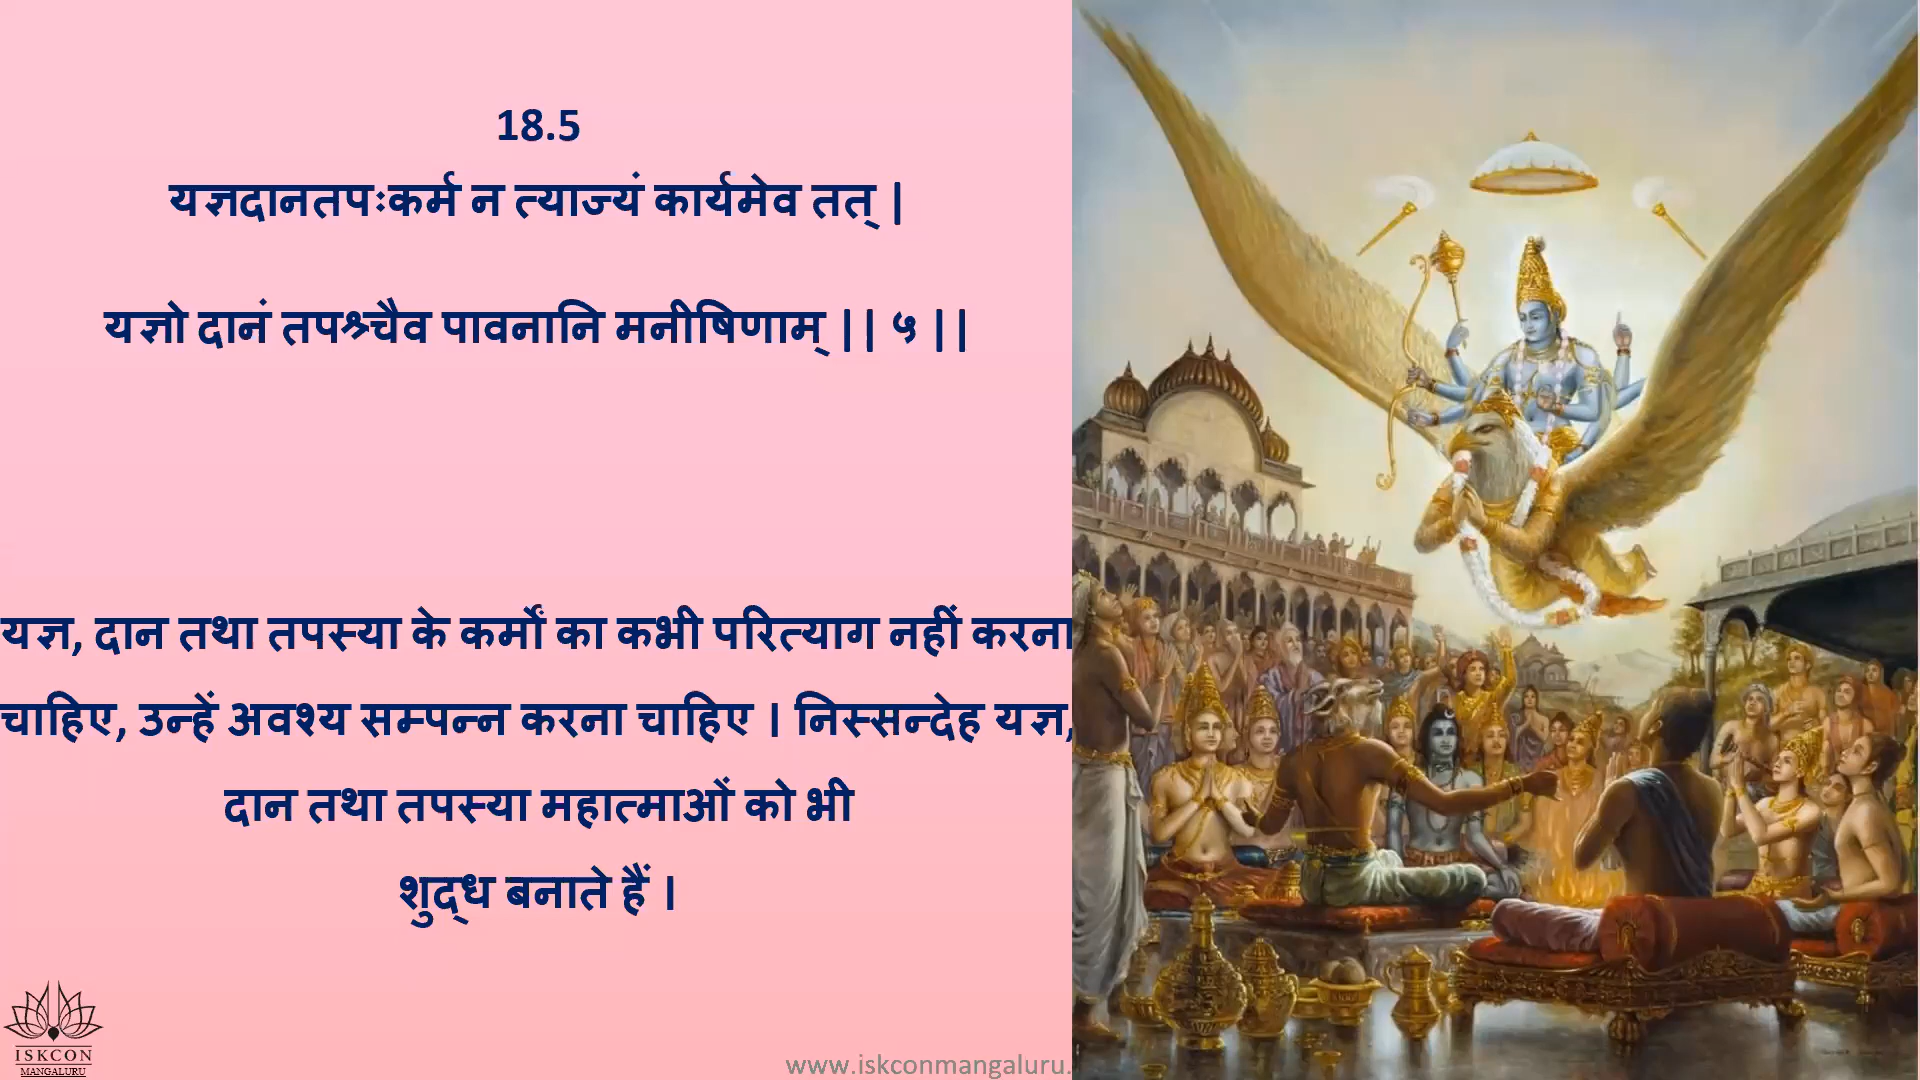 18.5
यज्ञदानतपःकर्म न त्याज्यं कार्यमेव तत् |
यज्ञो दानं तपश्र्चैव पावनानि मनीषिणाम् || ५ ||
यज्ञ, दान तथा तपस्या के कर्मों का कभी परित्याग नहीं करना
चाहिए, उन्हें अवश्य सम्पन्न करना चाहिए । निस्सन्देह यज्ञ,
दान तथा तपस्या महात्माओं को भी
शुद्ध बनाते हैं ।
ISKCON
MANGALURU
www.iskconmangaluru.